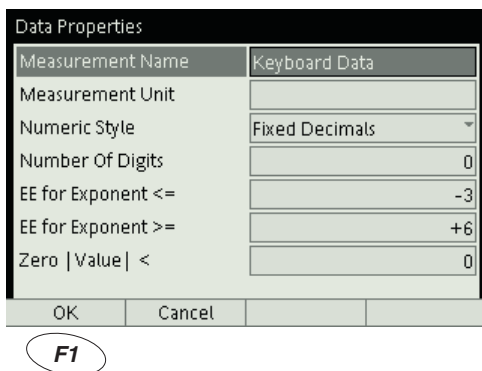 Data Properties
Measurement Name Keyboard Data
Measurement Unit
Numeric Style Fixed Decimals
Number Of Digits 0
EE for Exponent <= -3
EE for Exponent >= +6
Zero |Value| < 0
OK Cancel
F1